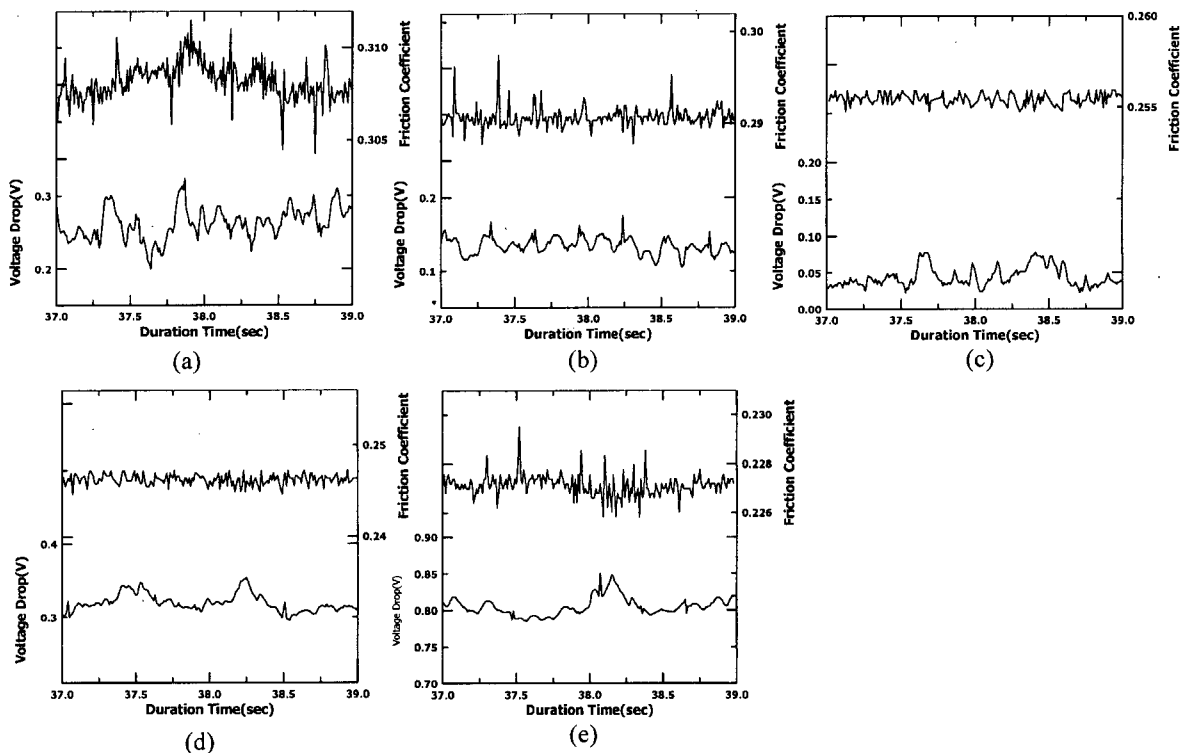 0.310
0.305
Friction Coefficient
0.3
0.2
Voltage Drop(V)
37.0 37.5 38.0 38.5 39.0
Duration Time(sec)
(a)
0.30
0.29
Friction Coefficient
0.2
0.1
Voltage Drop(V)
37.0 37.5 38.0 38.5 39.0
Duration Time(sec)
(b)
0.260
0.255
Friction Coefficient
0.20
0.15
0.10
0.05
0.00
Voltage Drop(V)
37.0 37.5 38.0 38.5 39.0
Duration Time(sec)
(c)
0.25
0.24
Friction Coefficient
0.4
0.3
Voltage Drop(V)
37.0 37.5 38.0 38.5 39.0
Duration Time(sec)
(d)
0.230
0.228
0.226
Friction Coefficient
0.90
0.85
0.80
0.75
0.70
Voltage Drop(V)
37.0 37.5 38.0 38.5 39.0
Duration Time(sec)
(e)